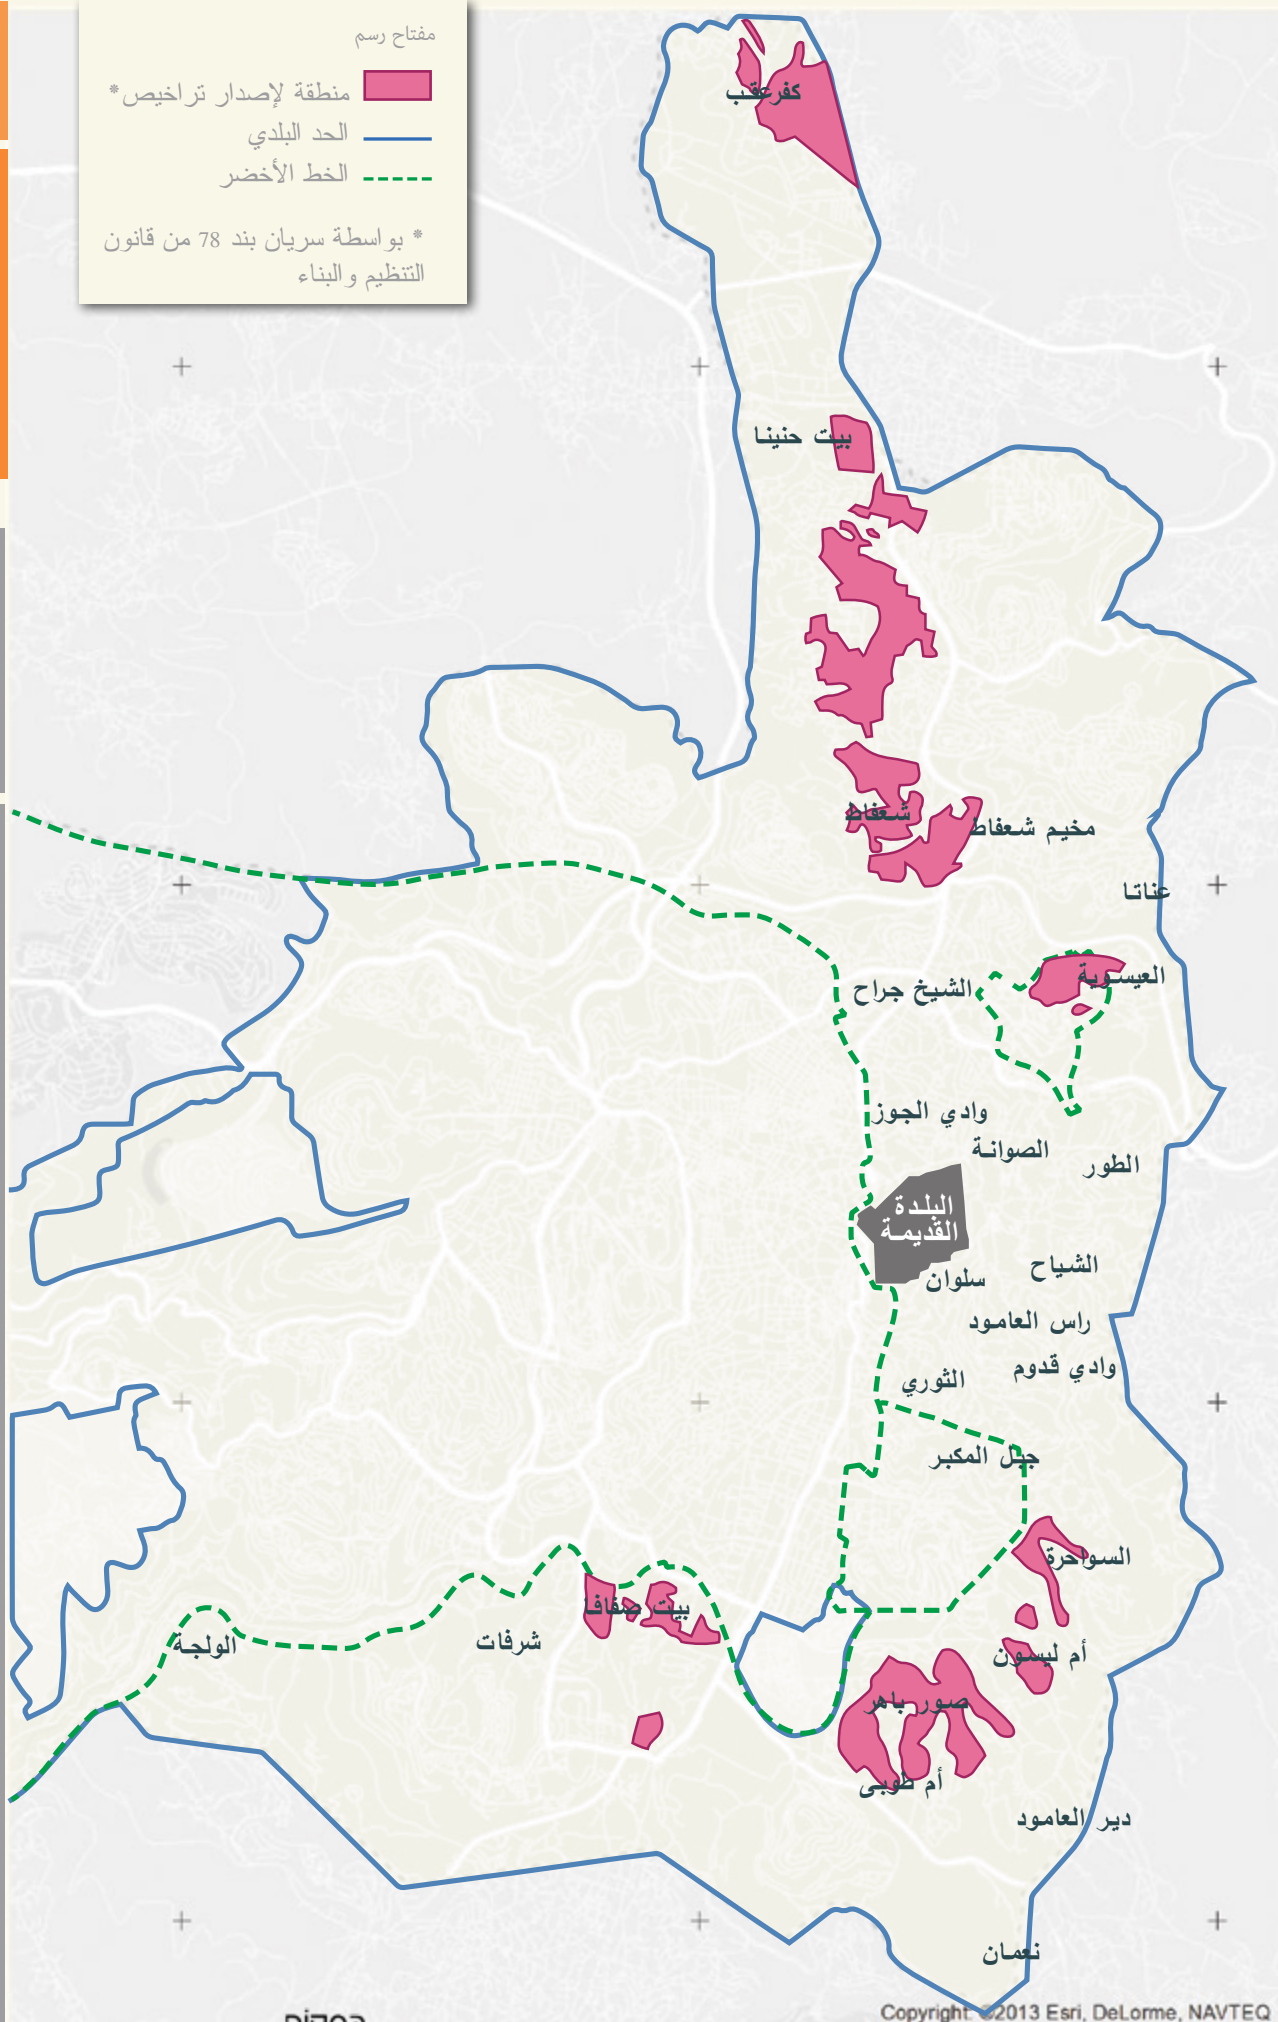 مفتاح رسم
منطقة لإصدار تراخيص*
الحد البلدي
الخط الأخضر
* بواسطة سريان بند 78 من قانون
التنظيم والبناء
كفرعقب
بيت حنينا
شعفاط
مخيم شعفاط
عناتا
العيسوية
الشيخ جراح
وادي الجوز
الصوانة
الطور
البلدة
القديمة
الشياح
سلوان
راس العامود
وادي قدوم
الثوري
جبل المكبر
السواحرة
بيت صفافا
شرفات
الولجة
أم ليسون
صور باهر
أم طوبى
دير العامود
نعمان
Copyright: ©2013 Esri, DeLorme, NAVTEQ